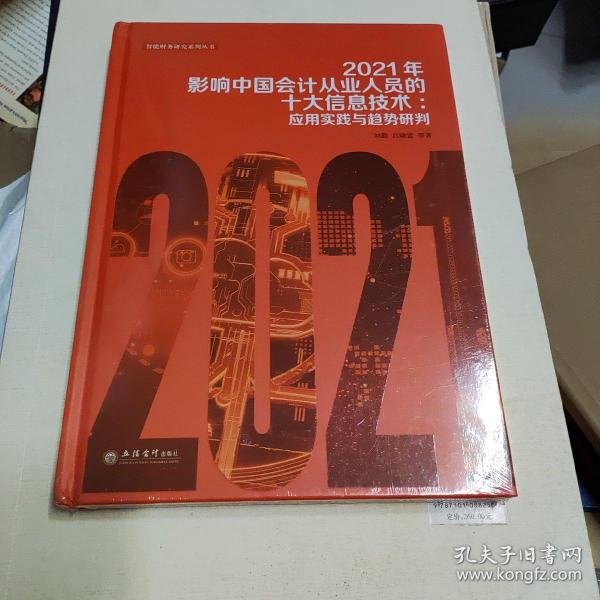 智能财务研究系列丛书
2021年
影响中国会计从业人员的
十大信息技术：
应用实践与趋势研判
刘勤 吕晓雷 等著
2021
立信会计出版社
定价：260.00元
孔夫子旧书网
www.kongfz.com